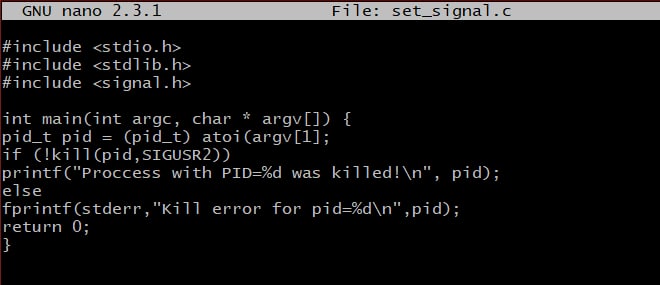 GNU nano 2.3.1 File: set_signal.c
#include <stdio.h>
#include <stdlib.h>
#include <signal.h>
int main(int argc, char * argv[]) {
pid_t pid = (pid_t) atoi(argv[1];
if (!kill(pid,SIGUSR2))
printf("Proccess with PID=%d was killed!\n", pid);
else
fprintf(stderr,"Kill error for pid=%d\n",pid);
return 0;
}